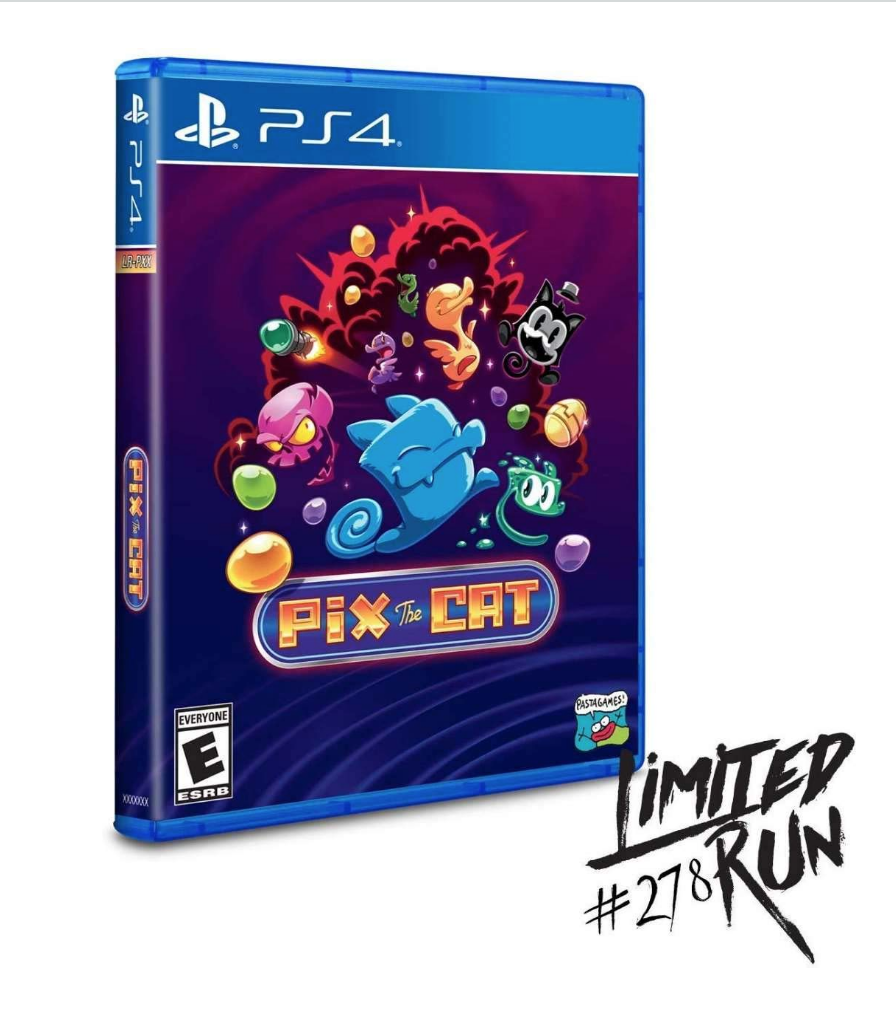 PS4
PS4
LR-PXX
PiX The CAT
PiX The CAT
EVERYONE
E
ESRB
XXXXXXX
PASTAGAMES!
LiMiTED
RUN
#278